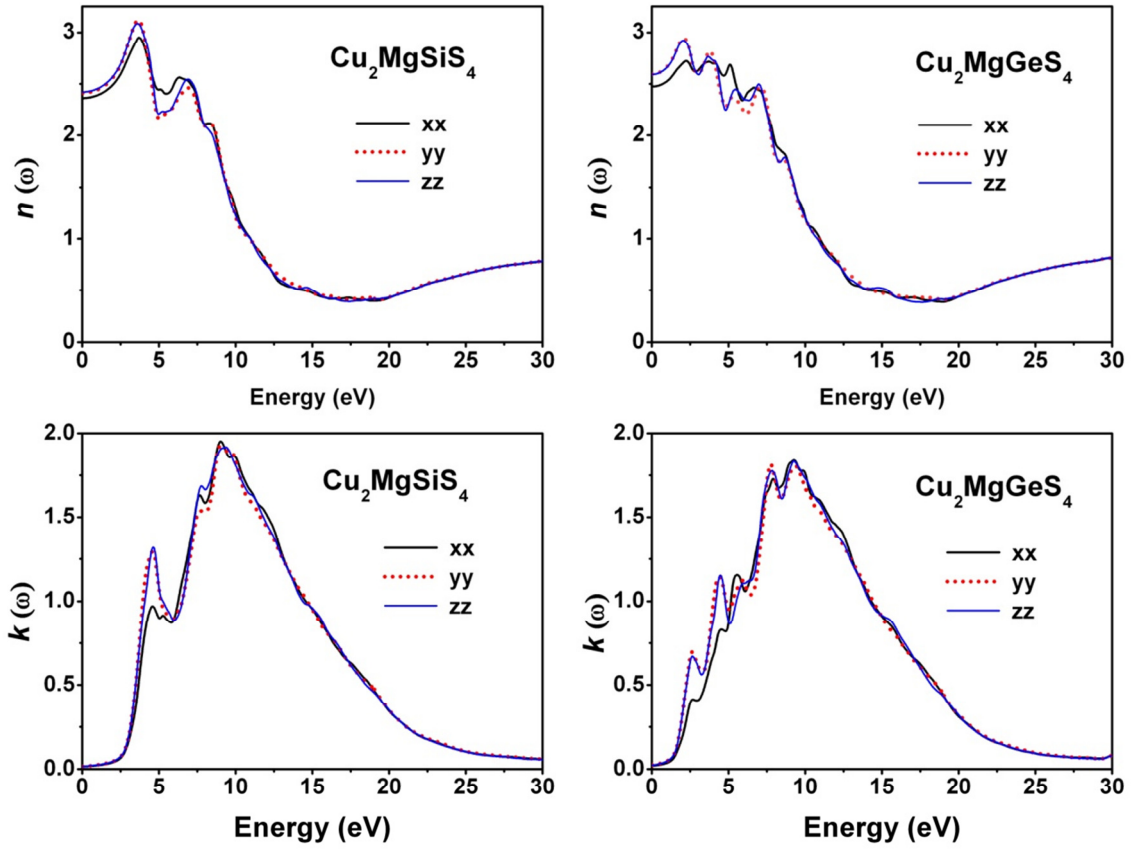 Cu₂MgSiS₄
xx
yy
zz
n (ω)
3
2
1
0
0 5 10 15 20 25 30
Energy (eV)
Cu₂MgGeS₄
xx
yy
zz
n (ω)
3
2
1
0
0 5 10 15 20 25 30
Energy (eV)
Cu₂MgSiS₄
xx
yy
zz
k (ω)
2.0
1.5
1.0
0.5
0.0
0 5 10 15 20 25 30
Energy (eV)
Cu₂MgGeS₄
xx
yy
zz
k (ω)
2.0
1.5
1.0
0.5
0.0
0 5 10 15 20 25 30
Energy (eV)